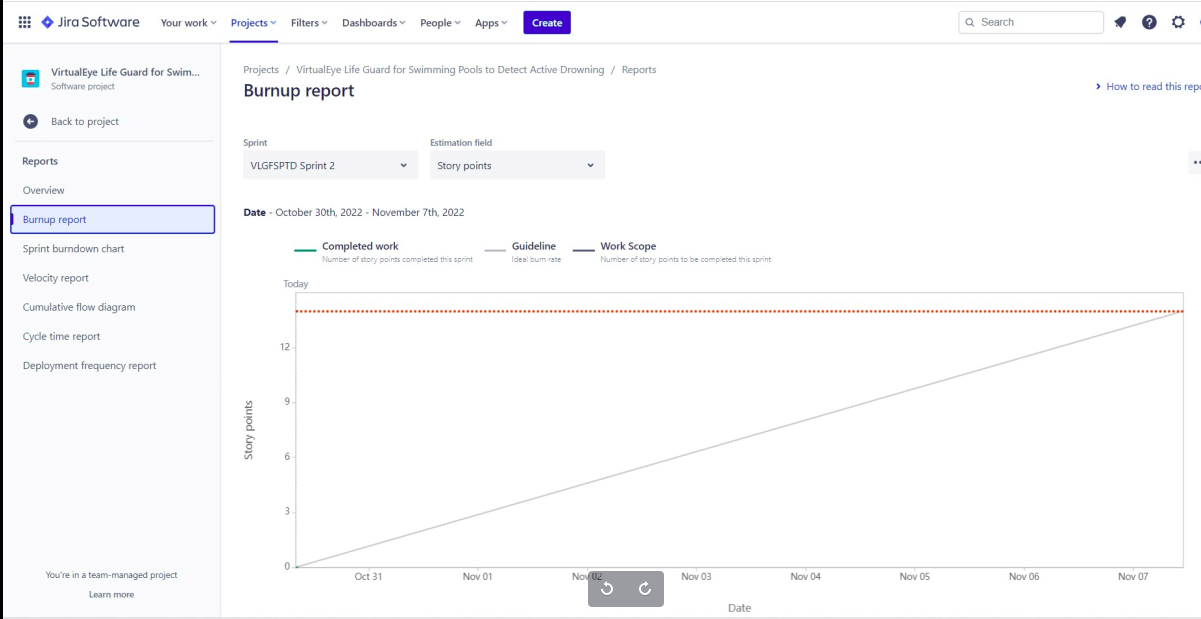 Jira Software Your work Projects Filters Dashboards People Apps Create Search
VirtualEye Life Guard for Swim...
Software project
Back to project
Reports
Overview
Burnup report
Sprint burndown chart
Velocity report
Cumulative flow diagram
Cycle time report
Deployment frequency report
You're in a team-managed project
Learn more
Projects / VirtualEye Life Guard for Swimming Pools to Detect Active Drowning / Reports
Burnup report
How to read this repo
Sprint Estimation field
VLGFSPTD Sprint 2 Story points
Date - October 30th, 2022 - November 7th, 2022
Completed work Guideline Work Scope
Number of story points completed this sprint Ideal burn rate Number of story points to be completed this sprint
Today
12
9
6
3
0
Story points
Oct 31 Nov 01 Nov 02 Nov 03 Nov 04 Nov 05 Nov 06 Nov 07
Date